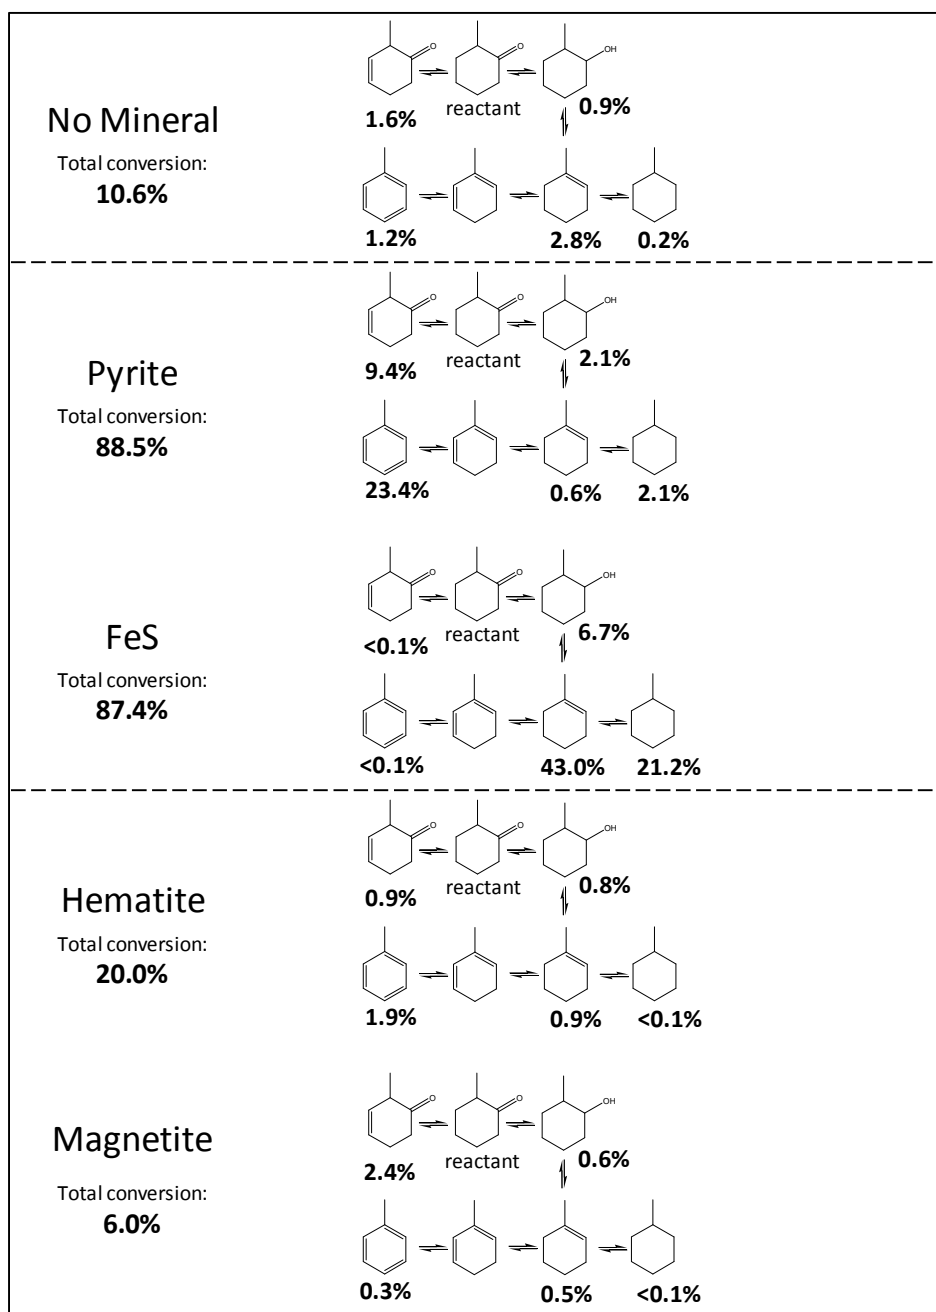 O
OH
No Mineral
1.6%
reactant
0.9%
Total conversion:
10.6%
1.2%
2.8%
0.2%
O
OH
Pyrite
9.4%
reactant
2.1%
Total conversion:
88.5%
23.4%
0.6%
2.1%
O
OH
FeS
<0.1%
reactant
6.7%
Total conversion:
87.4%
<0.1%
43.0%
21.2%
O
OH
Hematite
0.9%
reactant
0.8%
Total conversion:
20.0%
1.9%
0.9%
<0.1%
O
OH
Magnetite
2.4%
reactant
0.6%
Total conversion:
6.0%
0.3%
0.5%
<0.1%